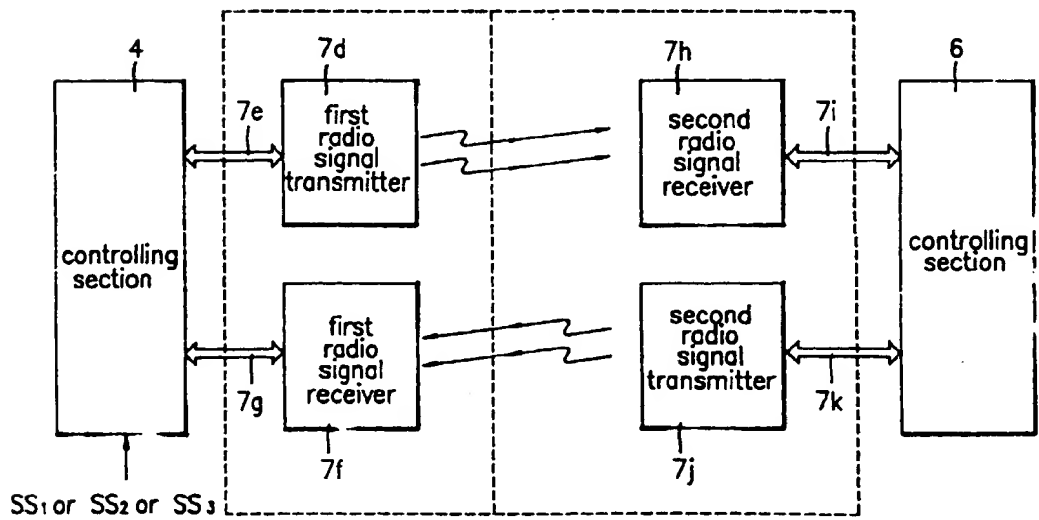 4
7d
7h
6
7e
first
radio
signal
transmitter
second
radio
signal
receiver
7i
controlling
section
controlling
section
7g
first
radio
signal
receiver
second
radio
signal
transmitter
7k
7f
7j
SS1 or SS2 or SS3